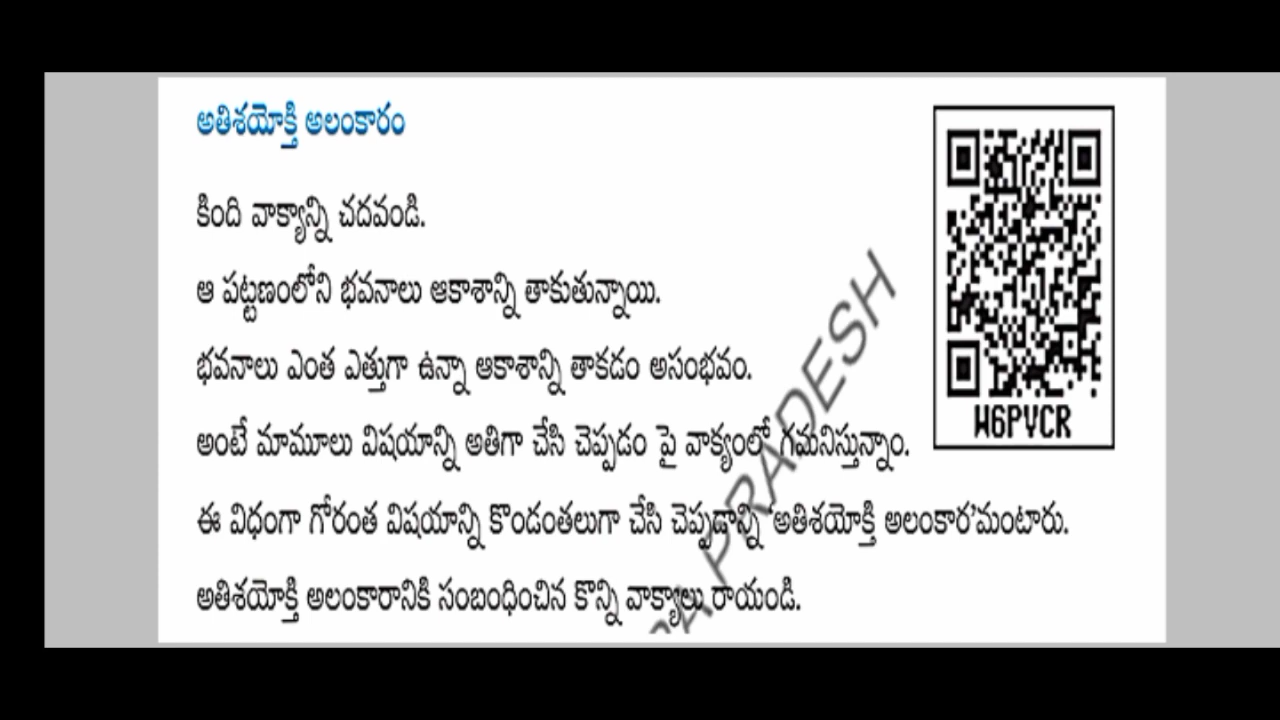 అతిశయోక్తి అలంకారం
కింది వాక్యాన్ని చదవండి.
ఆ పట్టణంలోని భవనాలు ఆకాశాన్ని తాకుతున్నాయి.
భవనాలు ఎంత ఎత్తుగా ఉన్నా ఆకాశాన్ని తాకడం అసంభవం.
అంటే మామూలు విషయాన్ని అతిగా చేసి చెప్పడం పై వాక్యంలో గమనిస్తున్నాం.
ఈ విధంగా గోరంత విషయాన్ని కొండంతలుగా చేసి చెప్పడాన్ని 'అతిశయోక్తి అలంకార'మంటారు.
అతిశయోక్తి అలంకారానికి సంబంధించిన కొన్ని వాక్యాలు రాయండి.
W6PVCR
PRADESH